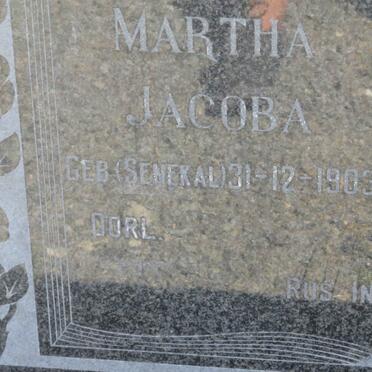 MARTHA
JACOBA
GEB.(SENEKAL)31-12-1903
OORL.
RUS IN